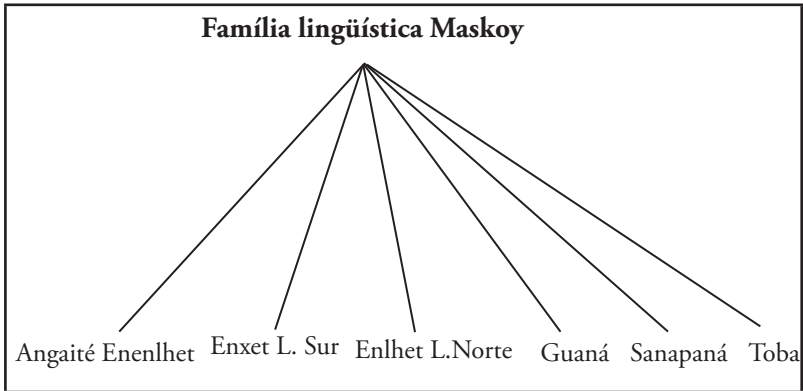 Família lingüística Maskoy
Angaité Enenlhet Enxet L. Sur Enlhet L.Norte Guaná Sanapaná Toba